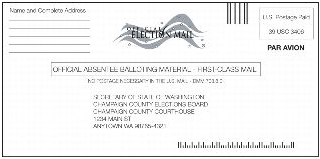 Name and Complete Address
OFFICIAL
ELECTION MAIL
U.S. Postage Paid
39 USC 3406
PAR AVION
OFFICIAL ABSENTEE BALLOTING MATERIAL - FIRST-CLASS MAIL
NO POSTAGE NECESSARY IN THE U.S. MAIL - DMM 703.8.0
SECRETARY OF STATE OF WASHINGTON
CHAMPAIGN COUNTY ELECTIONS BOARD
CHAMPAIGN COUNTY COURTHOUSE
1234 MAIN ST
ANYTOWN WA 98765-4321